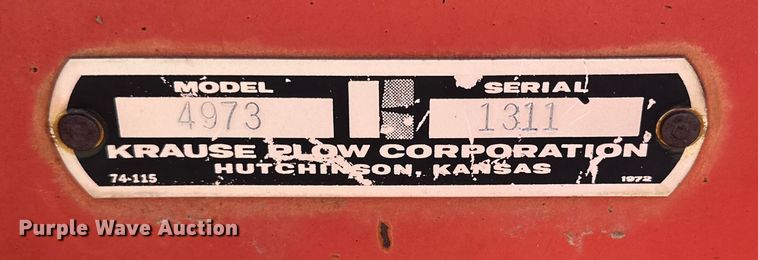 MODEL SERIAL
4973 1311
KRAUSE PLOW CORPORATION
HUTCHINSON, KANSAS
74-115 1972
Purple Wave Auction